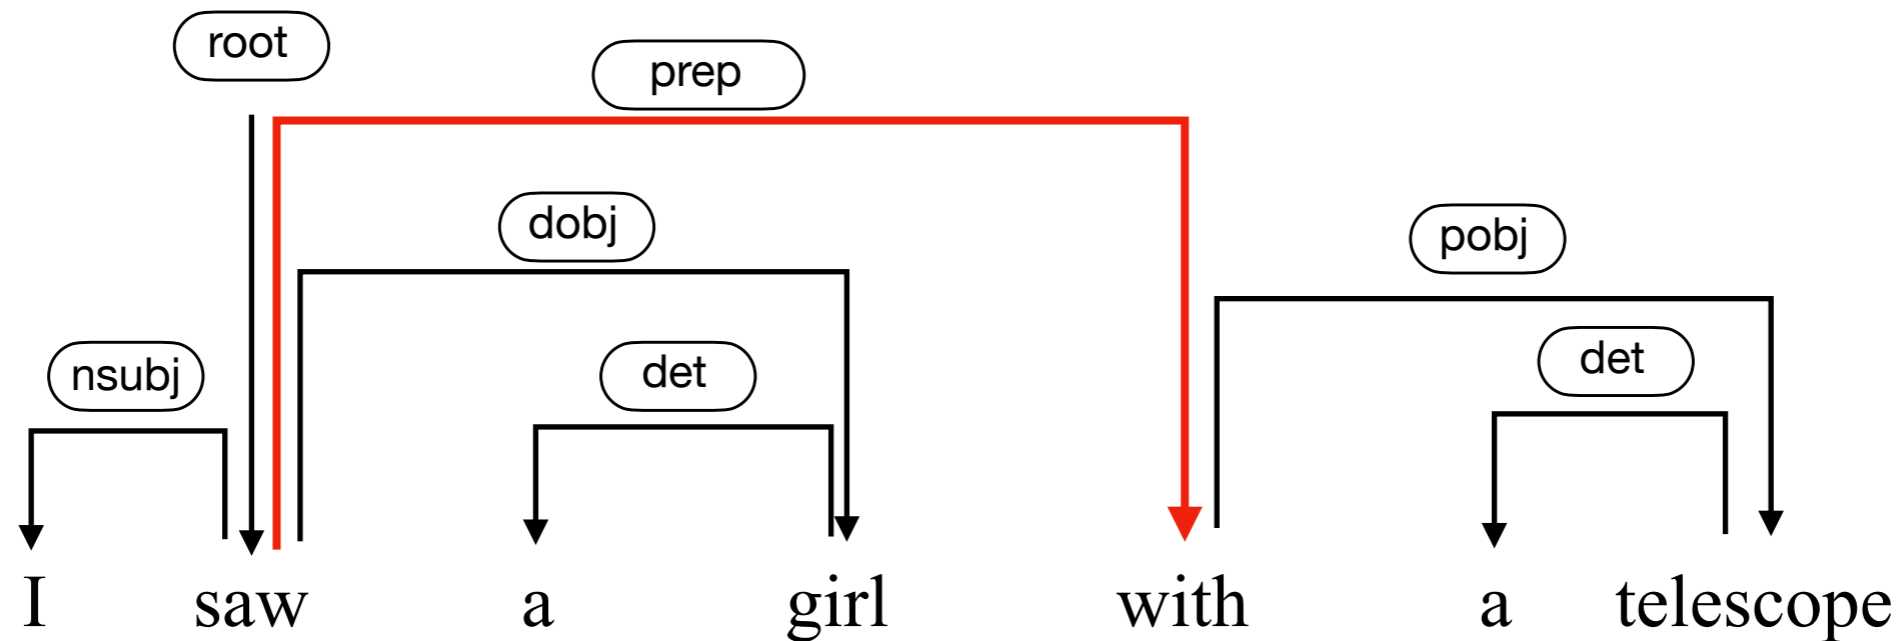 root
prep
dobj
pobj
nsubj
det
det
I saw a girl with a telescope